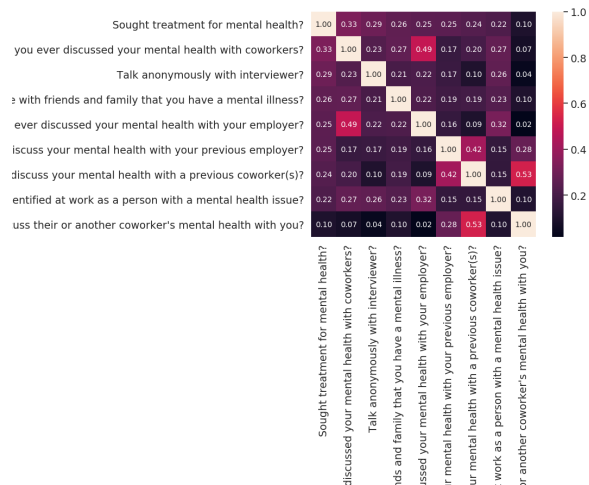 Sought treatment for mental health? 1.00 0.33 0.29 0.26 0.25 0.25 0.24 0.22 0.10
you ever discussed your mental health with coworkers? 0.33 1.00 0.23 0.27 0.49 0.17 0.20 0.27 0.07
Talk anonymously with interviewer? 0.29 0.23 1.00 0.21 0.22 0.17 0.10 0.26 0.04
e with friends and family that you have a mental illness? 0.26 0.27 0.21 1.00 0.22 0.19 0.19 0.23 0.10
ever discussed your mental health with your employer? 0.25 0.49 0.22 0.22 1.00 0.16 0.09 0.32 0.02
iscuss your mental health with your previous employer? 0.25 0.17 0.17 0.19 0.16 1.00 0.42 0.15 0.28
discuss your mental health with a previous coworker(s)? 0.24 0.20 0.10 0.19 0.09 0.42 1.00 0.15 0.53
entified at work as a person with a mental health issue? 0.22 0.27 0.26 0.23 0.32 0.15 0.15 1.00 0.10
uss their or another coworker's mental health with you? 0.10 0.07 0.04 0.10 0.02 0.28 0.53 0.10 1.00
1.0
0.8
0.6
0.4
0.2
Sought treatment for mental health?
discussed your mental health with coworkers?
Talk anonymously with interviewer?
nds and family that you have a mental illness?
ussed your mental health with your employer?
r mental health with your previous employer?
ur mental health with a previous coworker(s)?
work as a person with a mental health issue?
or another coworker's mental health with you?